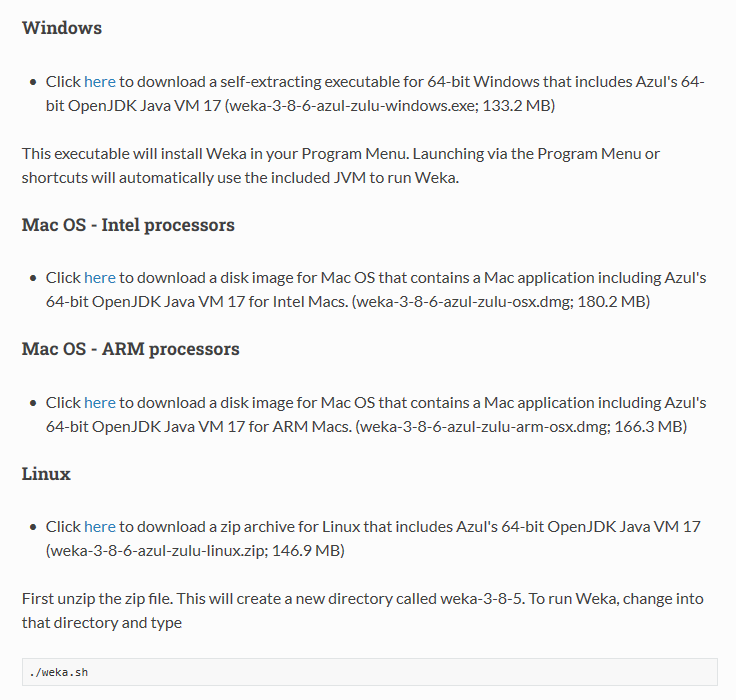 Windows
• Click here to download a self-extracting executable for 64-bit Windows that includes Azul's 64-
bit OpenJDK Java VM 17 (weka-3-8-6-azul-zulu-windows.exe; 133.2 MB)
This executable will install Weka in your Program Menu. Launching via the Program Menu or
shortcuts will automatically use the included JVM to run Weka.
Mac OS - Intel processors
• Click here to download a disk image for Mac OS that contains a Mac application including Azul's
64-bit OpenJDK Java VM 17 for Intel Macs. (weka-3-8-6-azul-zulu-osx.dmg; 180.2 MB)
Mac OS - ARM processors
• Click here to download a disk image for Mac OS that contains a Mac application including Azul's
64-bit OpenJDK Java VM 17 for ARM Macs. (weka-3-8-6-azul-zulu-arm-osx.dmg; 166.3 MB)
Linux
• Click here to download a zip archive for Linux that includes Azul's 64-bit OpenJDK Java VM 17
(weka-3-8-6-azul-zulu-linux.zip; 146.9 MB)
First unzip the zip file. This will create a new directory called weka-3-8-5. To run Weka, change into
that directory and type
./weka.sh